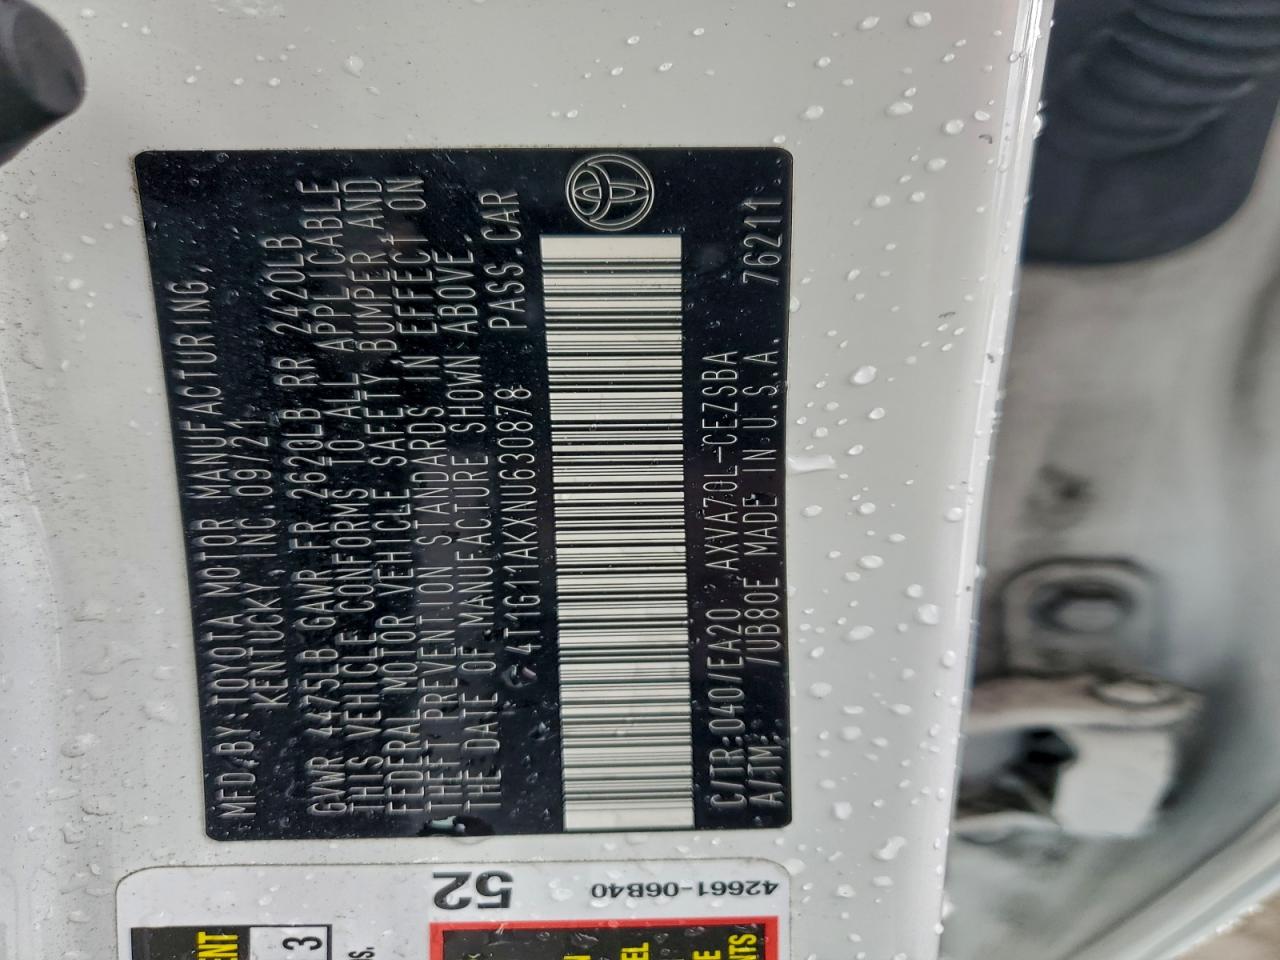 MFD.BY:TOYOTA MOTOR MANUFACTURING,
KENTUCKY, INC. 09/21
GVWR 4475LB GAWR FR 2620LB RR 2420LB
THIS VEHICLE CONFORMS TO ALL APPLICABLE
FEDERAL MOTOR VEHICLE SAFETY, BUMPER, AND
THEFT PREVENTION STANDARDS IN EFFECT ON
THE DATE OF MANUFACTURE SHOWN ABOVE.
4T1G11AKXNU630878 PASS.CAR
C/TR:040/EA20 AXVA70L-CEZSBA 76211
A/TM: /UB80E MADE IN U.S.A.
52
42661-06B40
3